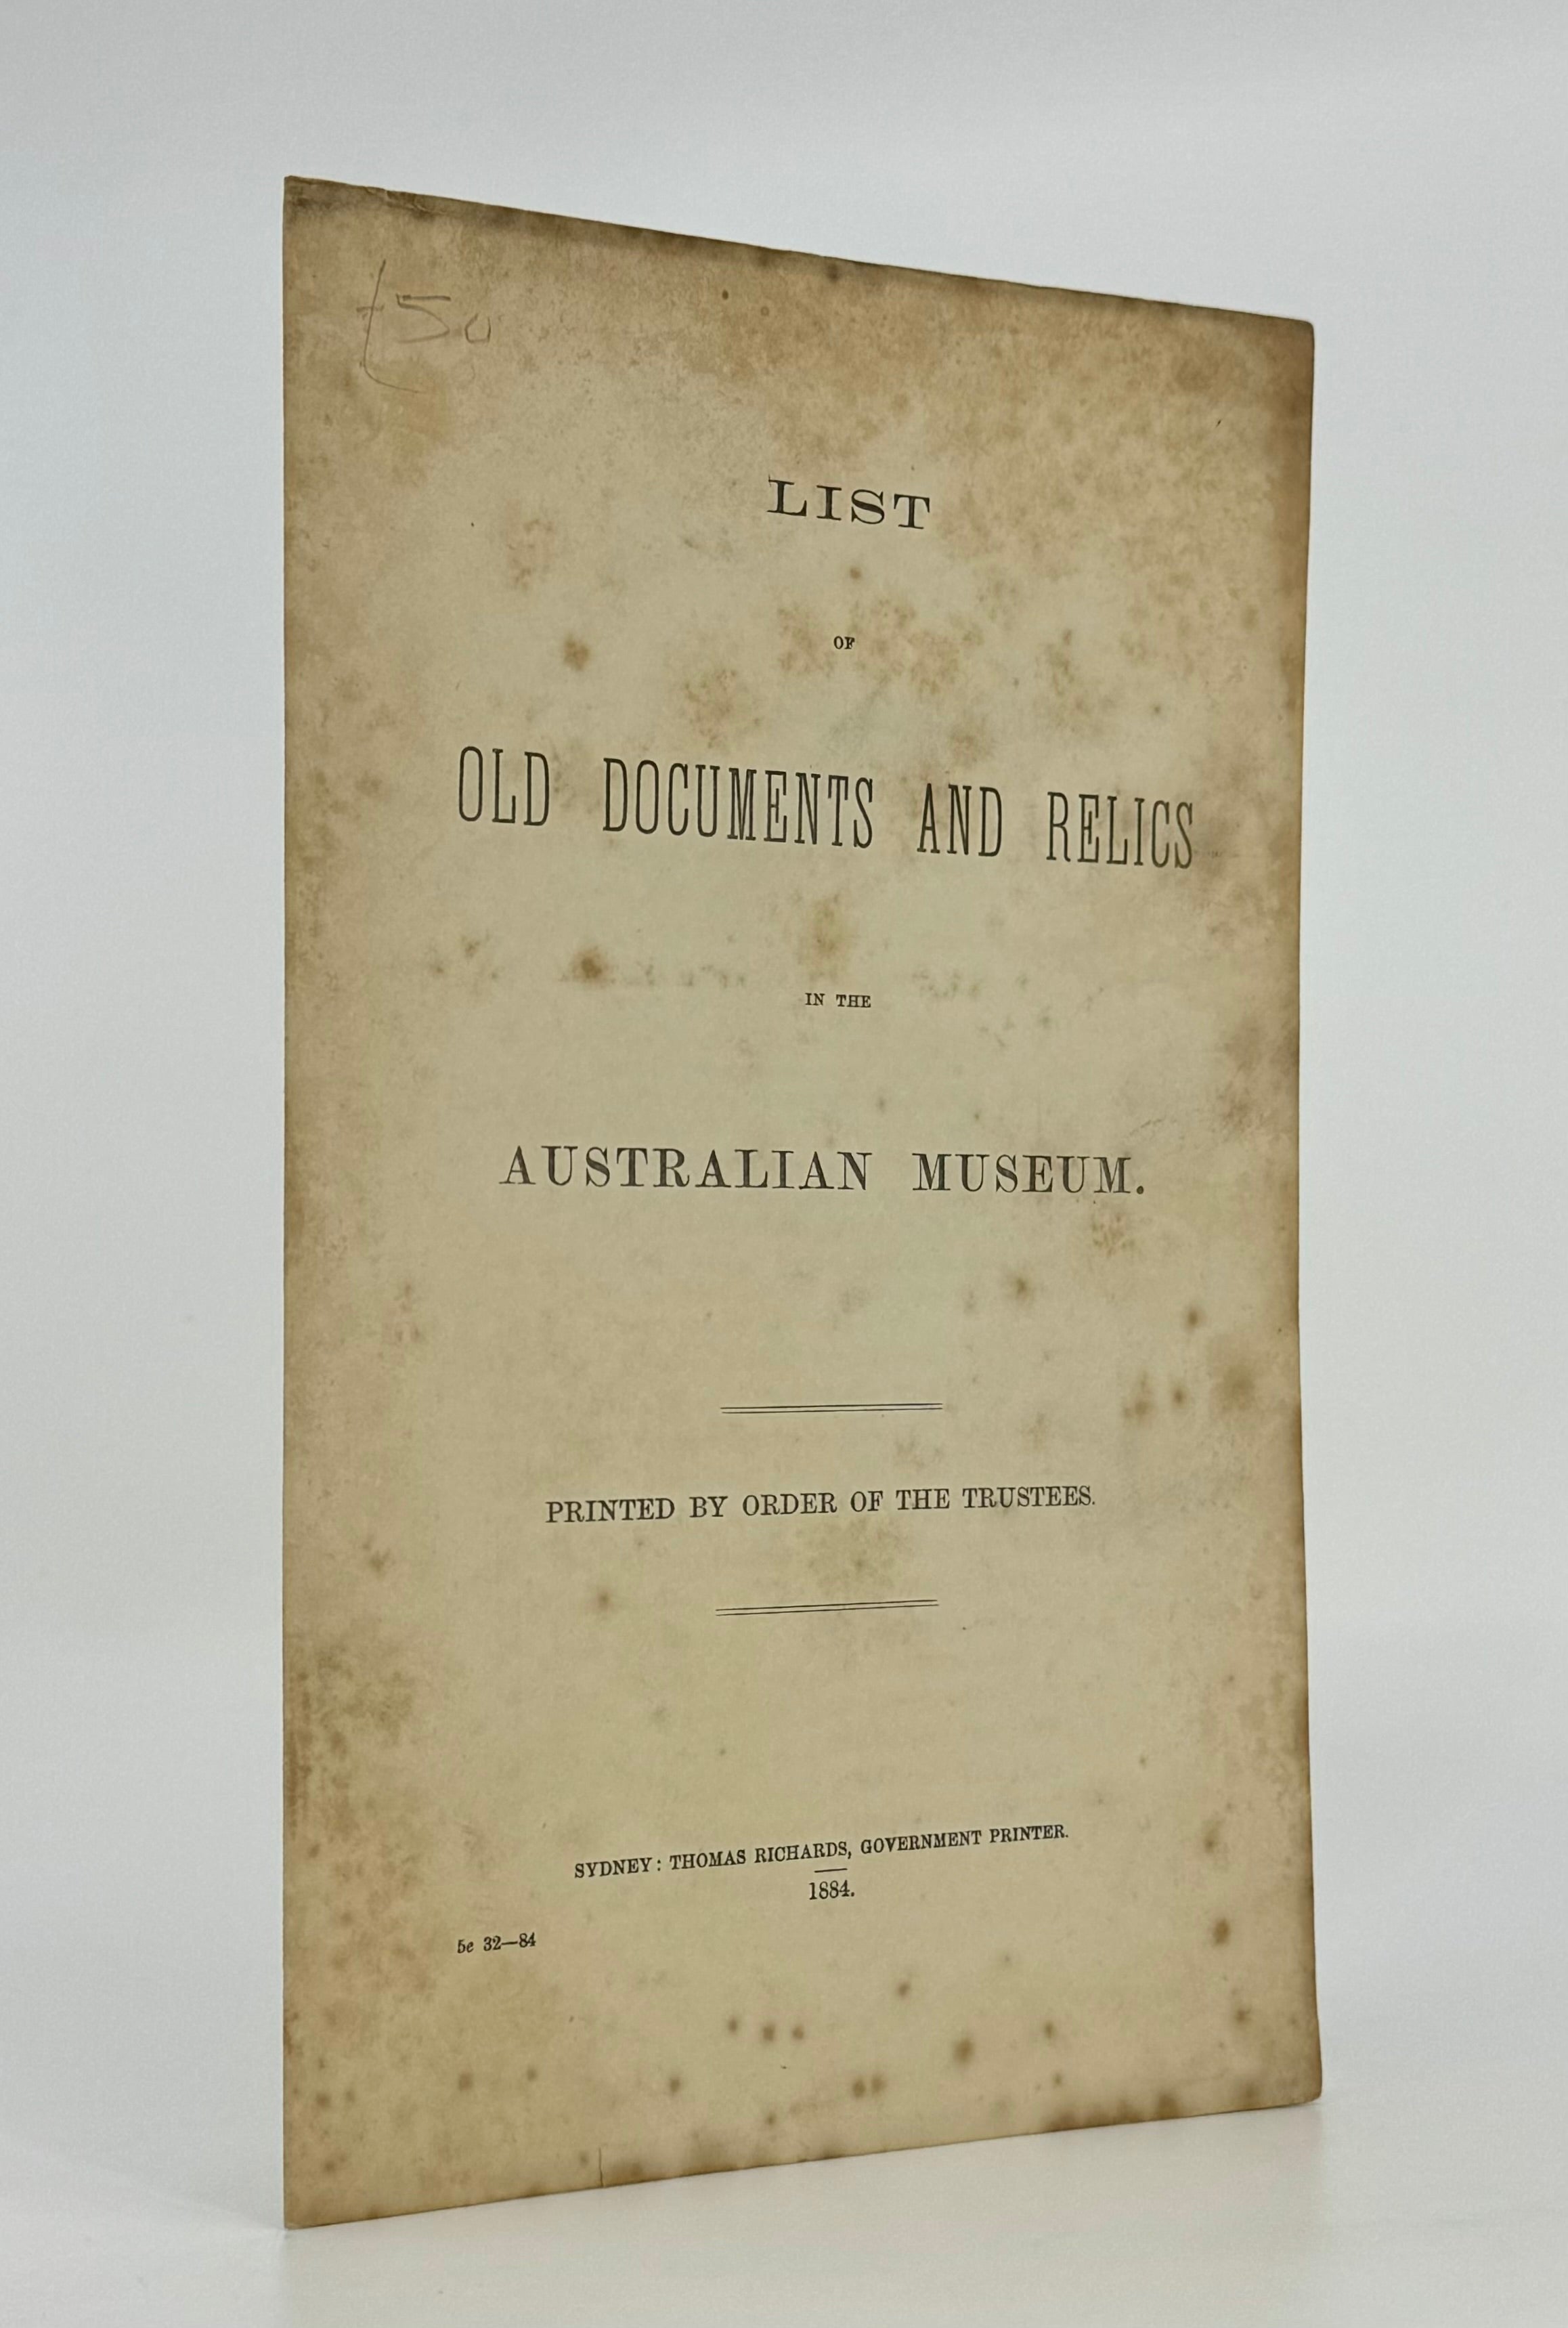 £50
LIST
OF
OLD DOCUMENTS AND RELICS
IN THE
AUSTRALIAN MUSEUM.
PRINTED BY ORDER OF THE TRUSTEES.
SYDNEY: THOMAS RICHARDS, GOVERNMENT PRINTER.
1884.
5e 32—84